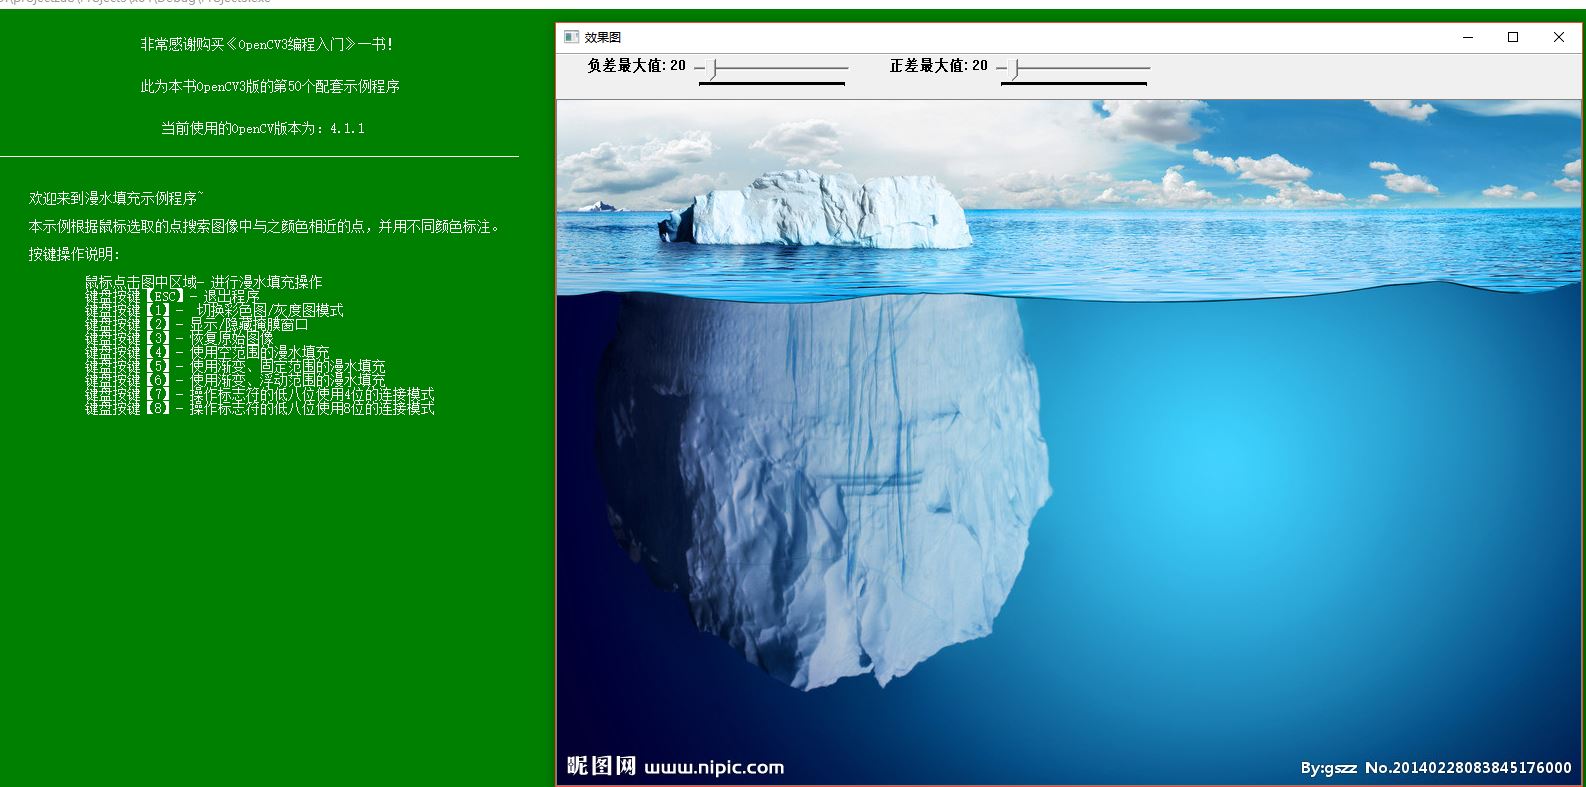 非常感谢购买《OpenCV3编程入门》一书!
此为本书OpenCV3版的第50个配套示例程序
当前使用的OpenCV版本为: 4.1.1
欢迎来到漫水填充示例程序~
本示例根据鼠标选取的点搜索图像中与之颜色相近的点，并用不同颜色标注。
按键操作说明:
鼠标点击图中区域- 进行漫水填充操作
键盘按键【ESC】- 退出程序
键盘按键【1】-  切换彩色图/灰度图模式
键盘按键【2】- 显示/隐藏掩膜窗口
键盘按键【3】- 恢复原始图像
键盘按键【4】- 使用空范围的漫水填充
键盘按键【5】- 使用渐变、固定范围的漫水填充
键盘按键【6】- 使用渐变、浮动范围的漫水填充
键盘按键【7】- 操作标志符的低八位使用4位的连接模式
键盘按键【8】- 操作标志符的低八位使用8位的连接模式
效果图
负差最大值: 20
正差最大值: 20
昵图网 www.nipic.com
By:gszz No.20140228083845176000